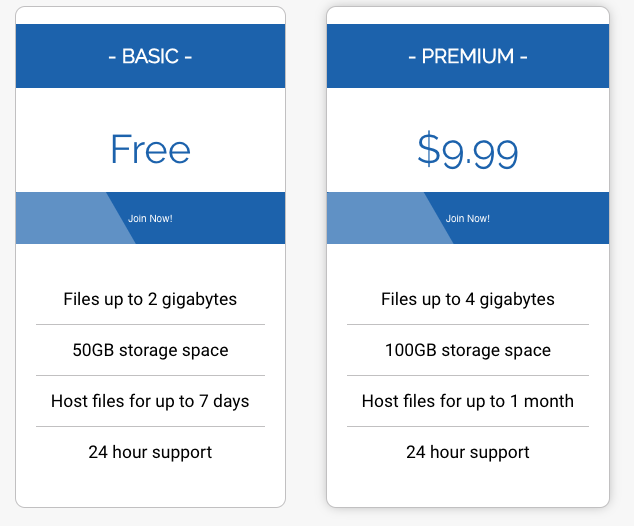 - BASIC -
Free
Join Now!
Files up to 2 gigabytes
50GB storage space
Host files for up to 7 days
24 hour support
- PREMIUM -
$9.99
Join Now!
Files up to 4 gigabytes
100GB storage space
Host files for up to 1 month
24 hour support